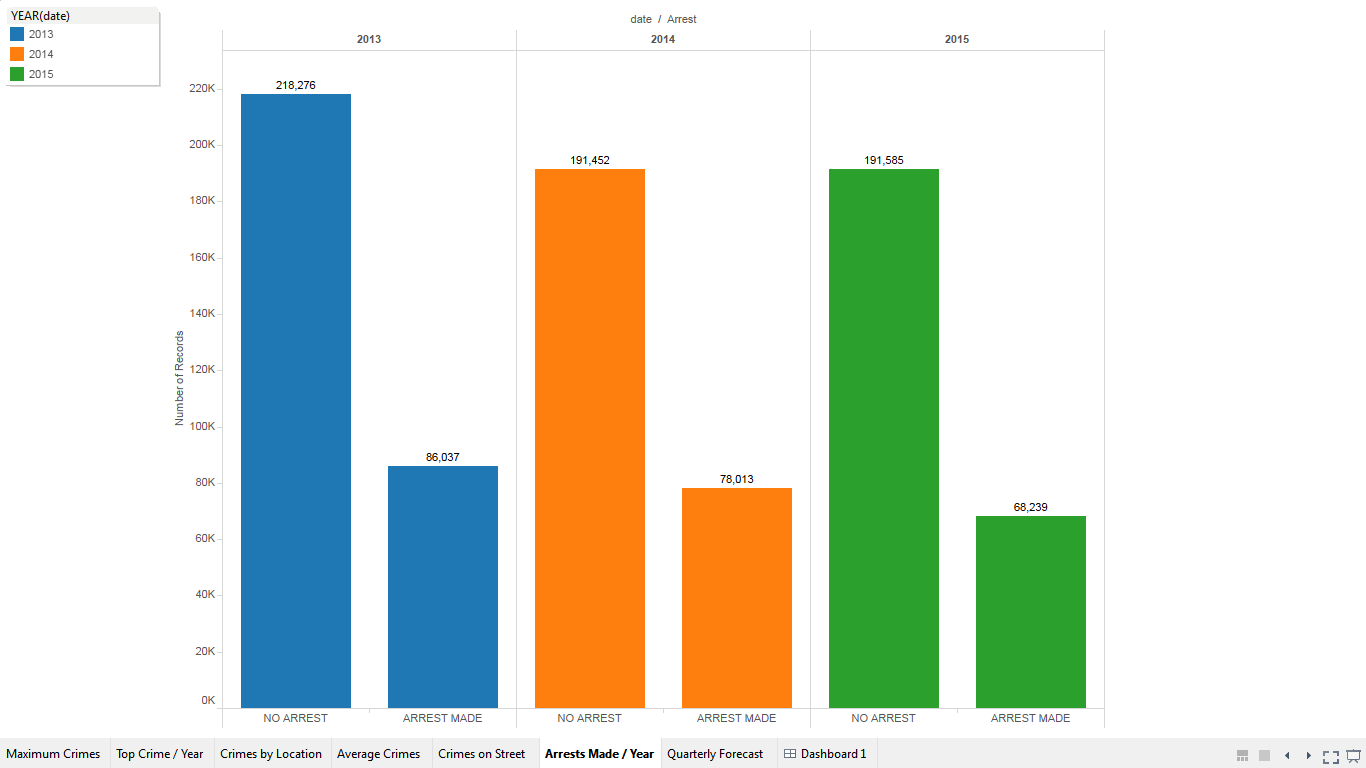 YEAR(date)
2013
2014
2015
date / Arrest
2013 2014 2015
220K
200K
180K
160K
140K
120K
100K
80K
60K
40K
20K
0K
Number of Records
218,276
86,037
191,452
78,013
191,585
68,239
NO ARREST ARREST MADE NO ARREST ARREST MADE NO ARREST ARREST MADE
Maximum Crimes Top Crime / Year Crimes by Location Average Crimes Crimes on Street Arrests Made / Year Quarterly Forecast Dashboard 1